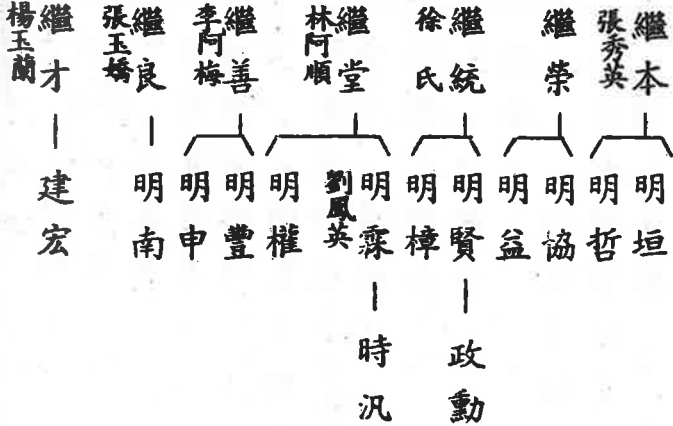 繼本
張秀英
繼榮
繼統
徐氏
繼堂
林阿順
繼善
李阿梅
繼良
張玉嬌
繼才
楊玉蘭
明垣
明哲
明協
明益
明賢
明樟
明霖
劉鳳英
明權
明豐
明申
明南
建宏
政勳
時汎